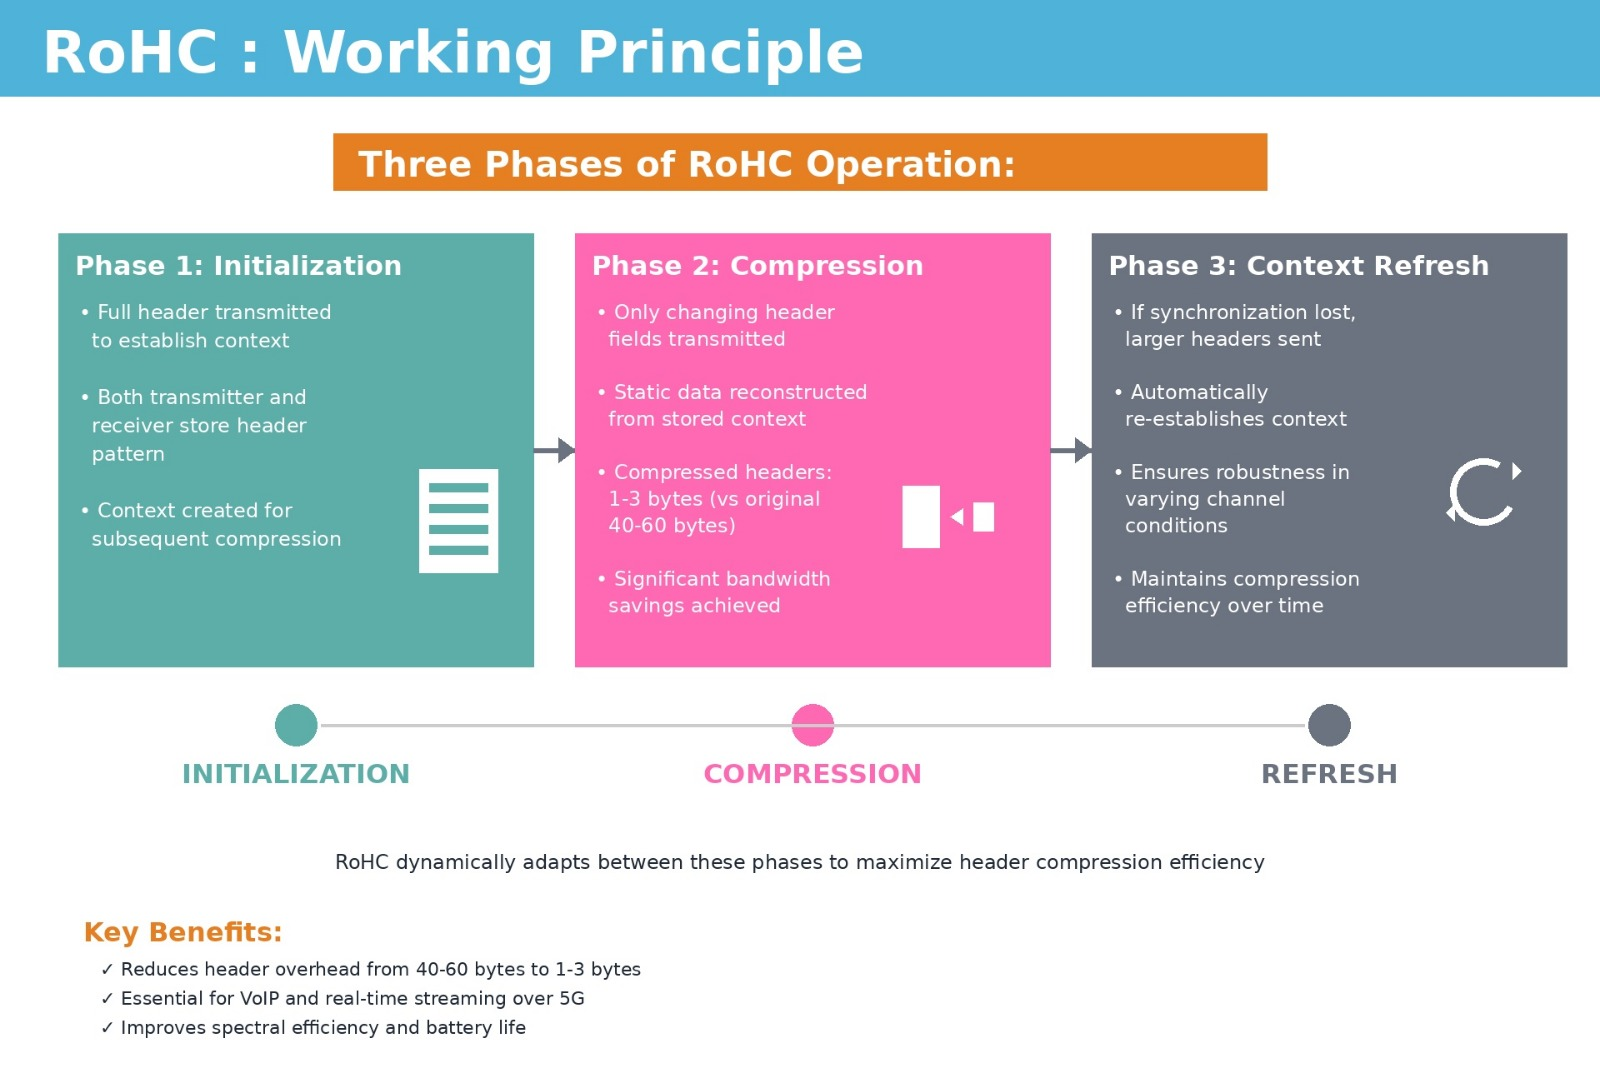 RoHC : Working Principle
Three Phases of RoHC Operation:
Phase 1: Initialization
• Full header transmitted
to establish context
• Both transmitter and
receiver store header
pattern
• Context created for
subsequent compression
Phase 2: Compression
• Only changing header
fields transmitted
• Static data reconstructed
from stored context
• Compressed headers:
1-3 bytes (vs original
40-60 bytes)
• Significant bandwidth
savings achieved
Phase 3: Context Refresh
• If synchronization lost,
larger headers sent
• Automatically
re-establishes context
• Ensures robustness in
varying channel
conditions
• Maintains compression
efficiency over time
INITIALIZATION
COMPRESSION
REFRESH
RoHC dynamically adapts between these phases to maximize header compression efficiency
Key Benefits:
✓ Reduces header overhead from 40-60 bytes to 1-3 bytes
✓ Essential for VoIP and real-time streaming over 5G
✓ Improves spectral efficiency and battery life